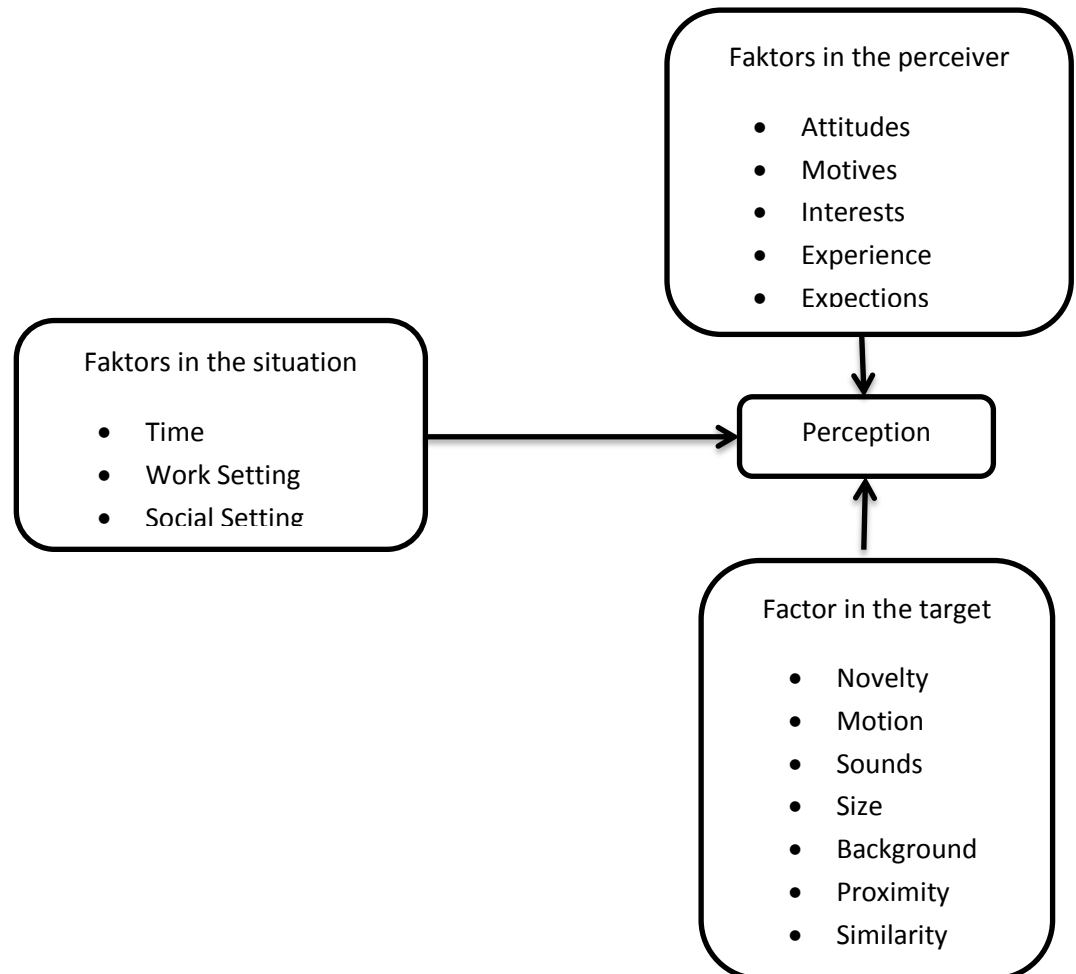 Faktors in the perceiver
• Attitudes
• Motives
• Interests
• Experience
• Expections
Faktors in the situation
• Time
• Work Setting
• Social Setting
Perception
Factor in the target
• Novelty
• Motion
• Sounds
• Size
• Background
• Proximity
• Similarity